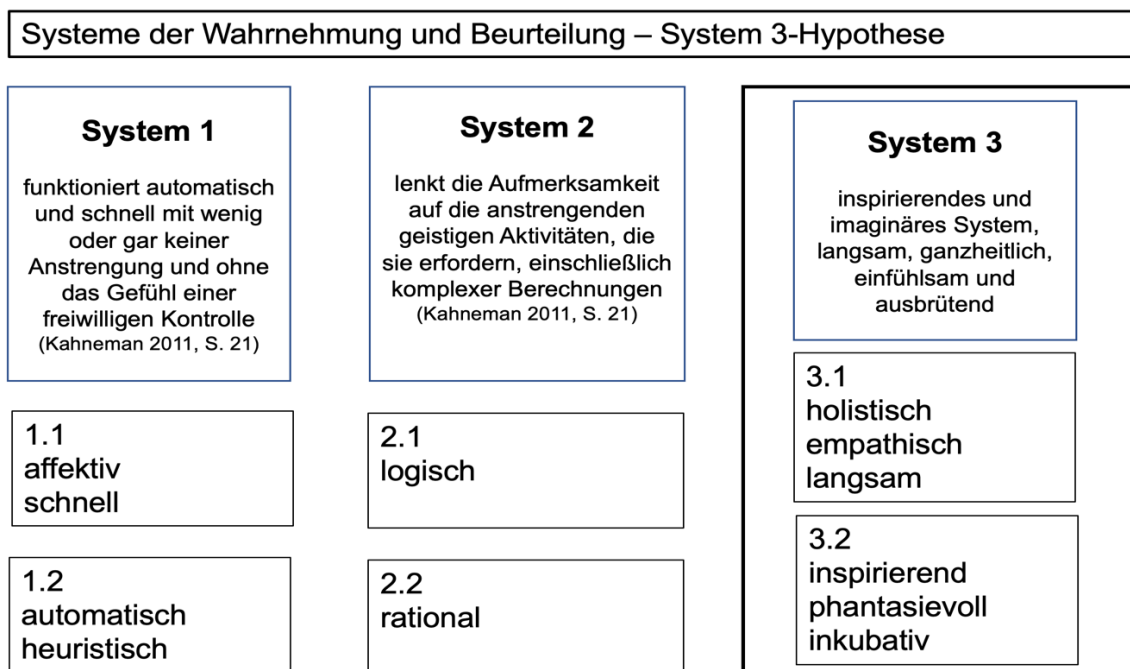 Systeme der Wahrnehmung und Beurteilung – System 3-Hypothese
System 1
funktioniert automatisch
und schnell mit wenig
oder gar keiner
Anstrengung und ohne
das Gefühl einer
freiwilligen Kontrolle
(Kahneman 2011, S. 21)
1.1
affektiv
schnell
1.2
automatisch
heuristisch
System 2
lenkt die Aufmerksamkeit
auf die anstrengenden
geistigen Aktivitäten, die
sie erfordern, einschließlich
komplexer Berechnungen
(Kahneman 2011, S. 21)
2.1
logisch
2.2
rational
System 3
inspirierendes und
imaginäres System,
langsam, ganzheitlich,
einfühlsam und
ausbrütend
3.1
holistisch
empathisch
langsam
3.2
inspirierend
phantasievoll
inkubativ